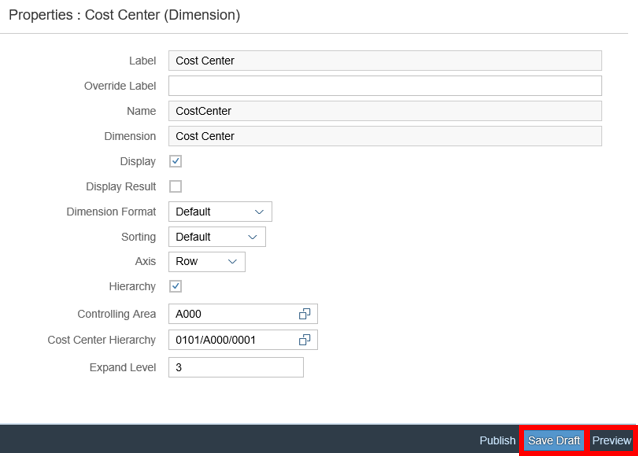 Properties : Cost Center (Dimension)
Label Cost Center
Override Label
Name CostCenter
Dimension Cost Center
Display
Display Result
Dimension Format Default
Sorting Default
Axis Row
Hierarchy
Controlling Area A000
Cost Center Hierarchy 0101/A000/0001
Expand Level 3
Publish Save Draft Preview